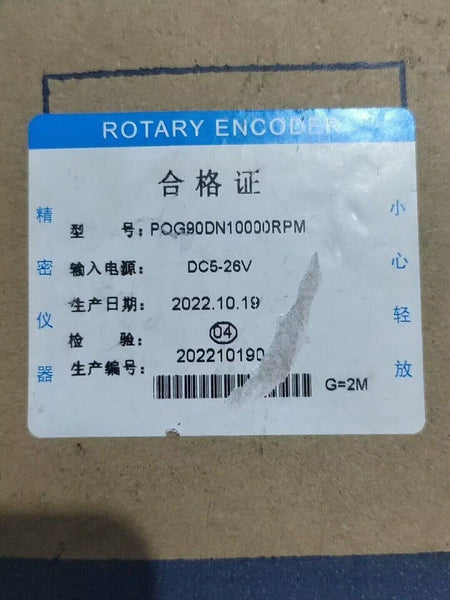 ROTARY ENCODER
合格证
型 号：POG90DN10000RPM
输入电源： DC5-26V
生产日期： 2022.10.19
检 验： 04
生产编号： 202210190
G=2M
精密仪器
小心轻放